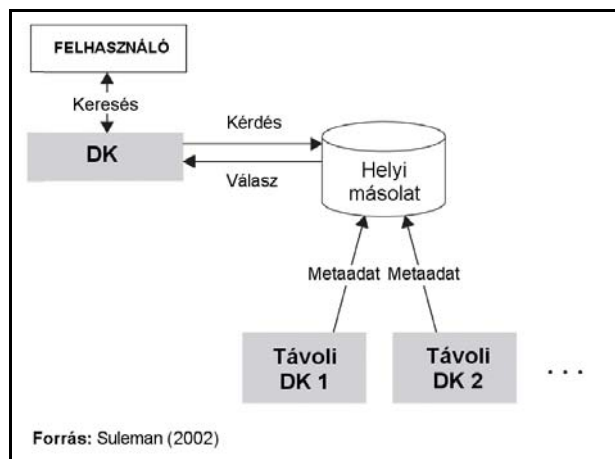 FELHASZNÁLÓ
Keresés
DK
Kérdés
Válasz
Helyi
másolat
Metaadat
Metaadat
Távoli
DK 1
Távoli
DK 2
. . .
Forrás: Suleman (2002)